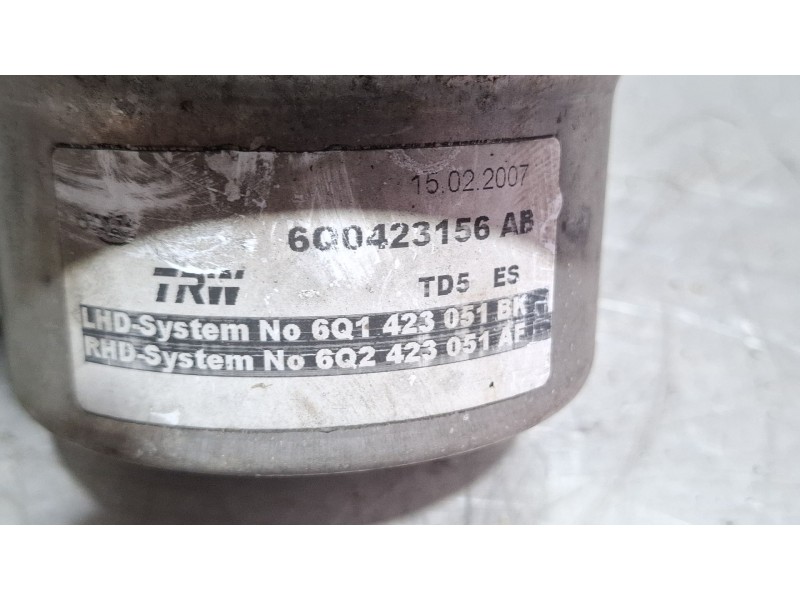 15.02.2007
6Q0423156 AB
TRW TD5 ES
LHD-System No 6Q1 423 051 BK
RHD-System No 6Q2 423 051 AF